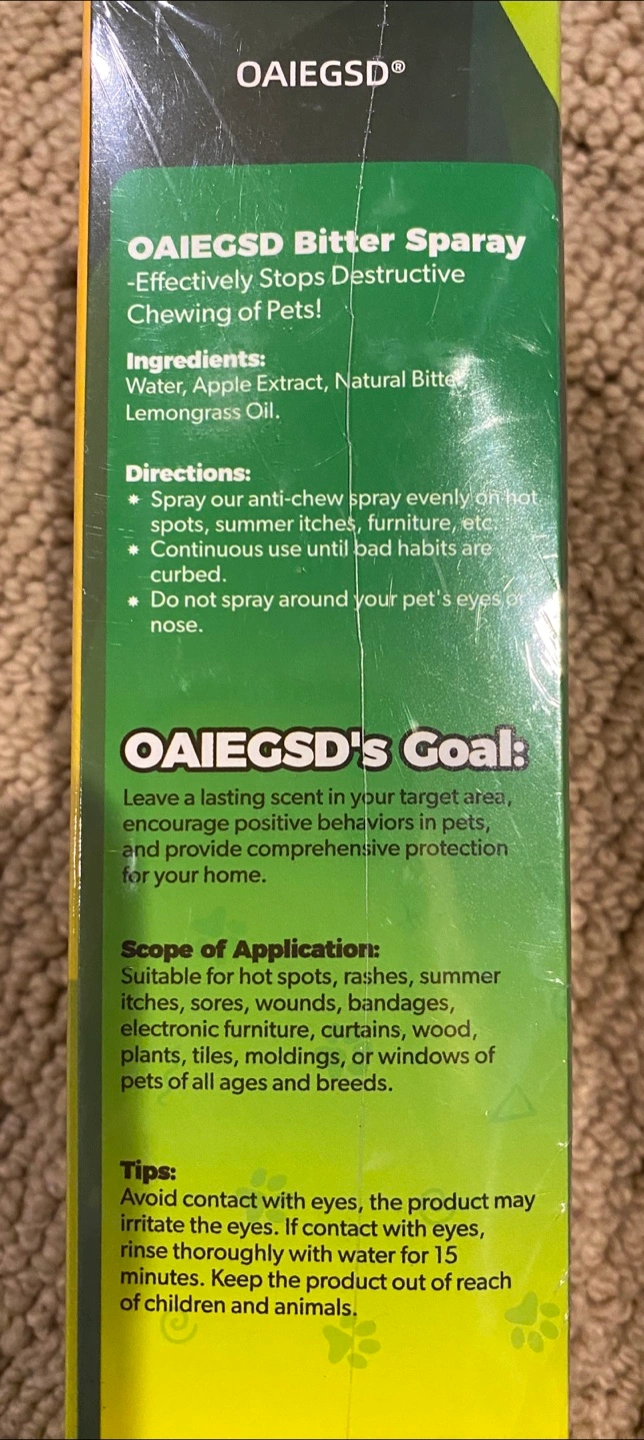 OAIEGSD®
OAIEGSD Bitter Sparay
-Effectively Stops Destructive
Chewing of Pets!
Ingredients:
Water, Apple Extract, Natural Bitter,
Lemongrass Oil.
Directions:
* Spray our anti-chew spray evenly on hot
spots, summer itches, furniture, etc.
* Continuous use until bad habits are
curbed.
* Do not spray around your pet's eyes or
nose.
OAIEGSD's Goal:
Leave a lasting scent in your target area,
encourage positive behaviors in pets,
and provide comprehensive protection
for your home.
Scope of Application:
Suitable for hot spots, rashes, summer
itches, sores, wounds, bandages,
electronic furniture, curtains, wood,
plants, tiles, moldings, or windows of
pets of all ages and breeds.
Tips:
Avoid contact with eyes, the product may
irritate the eyes. If contact with eyes,
rinse thoroughly with water for 15
minutes. Keep the product out of reach
of children and animals.